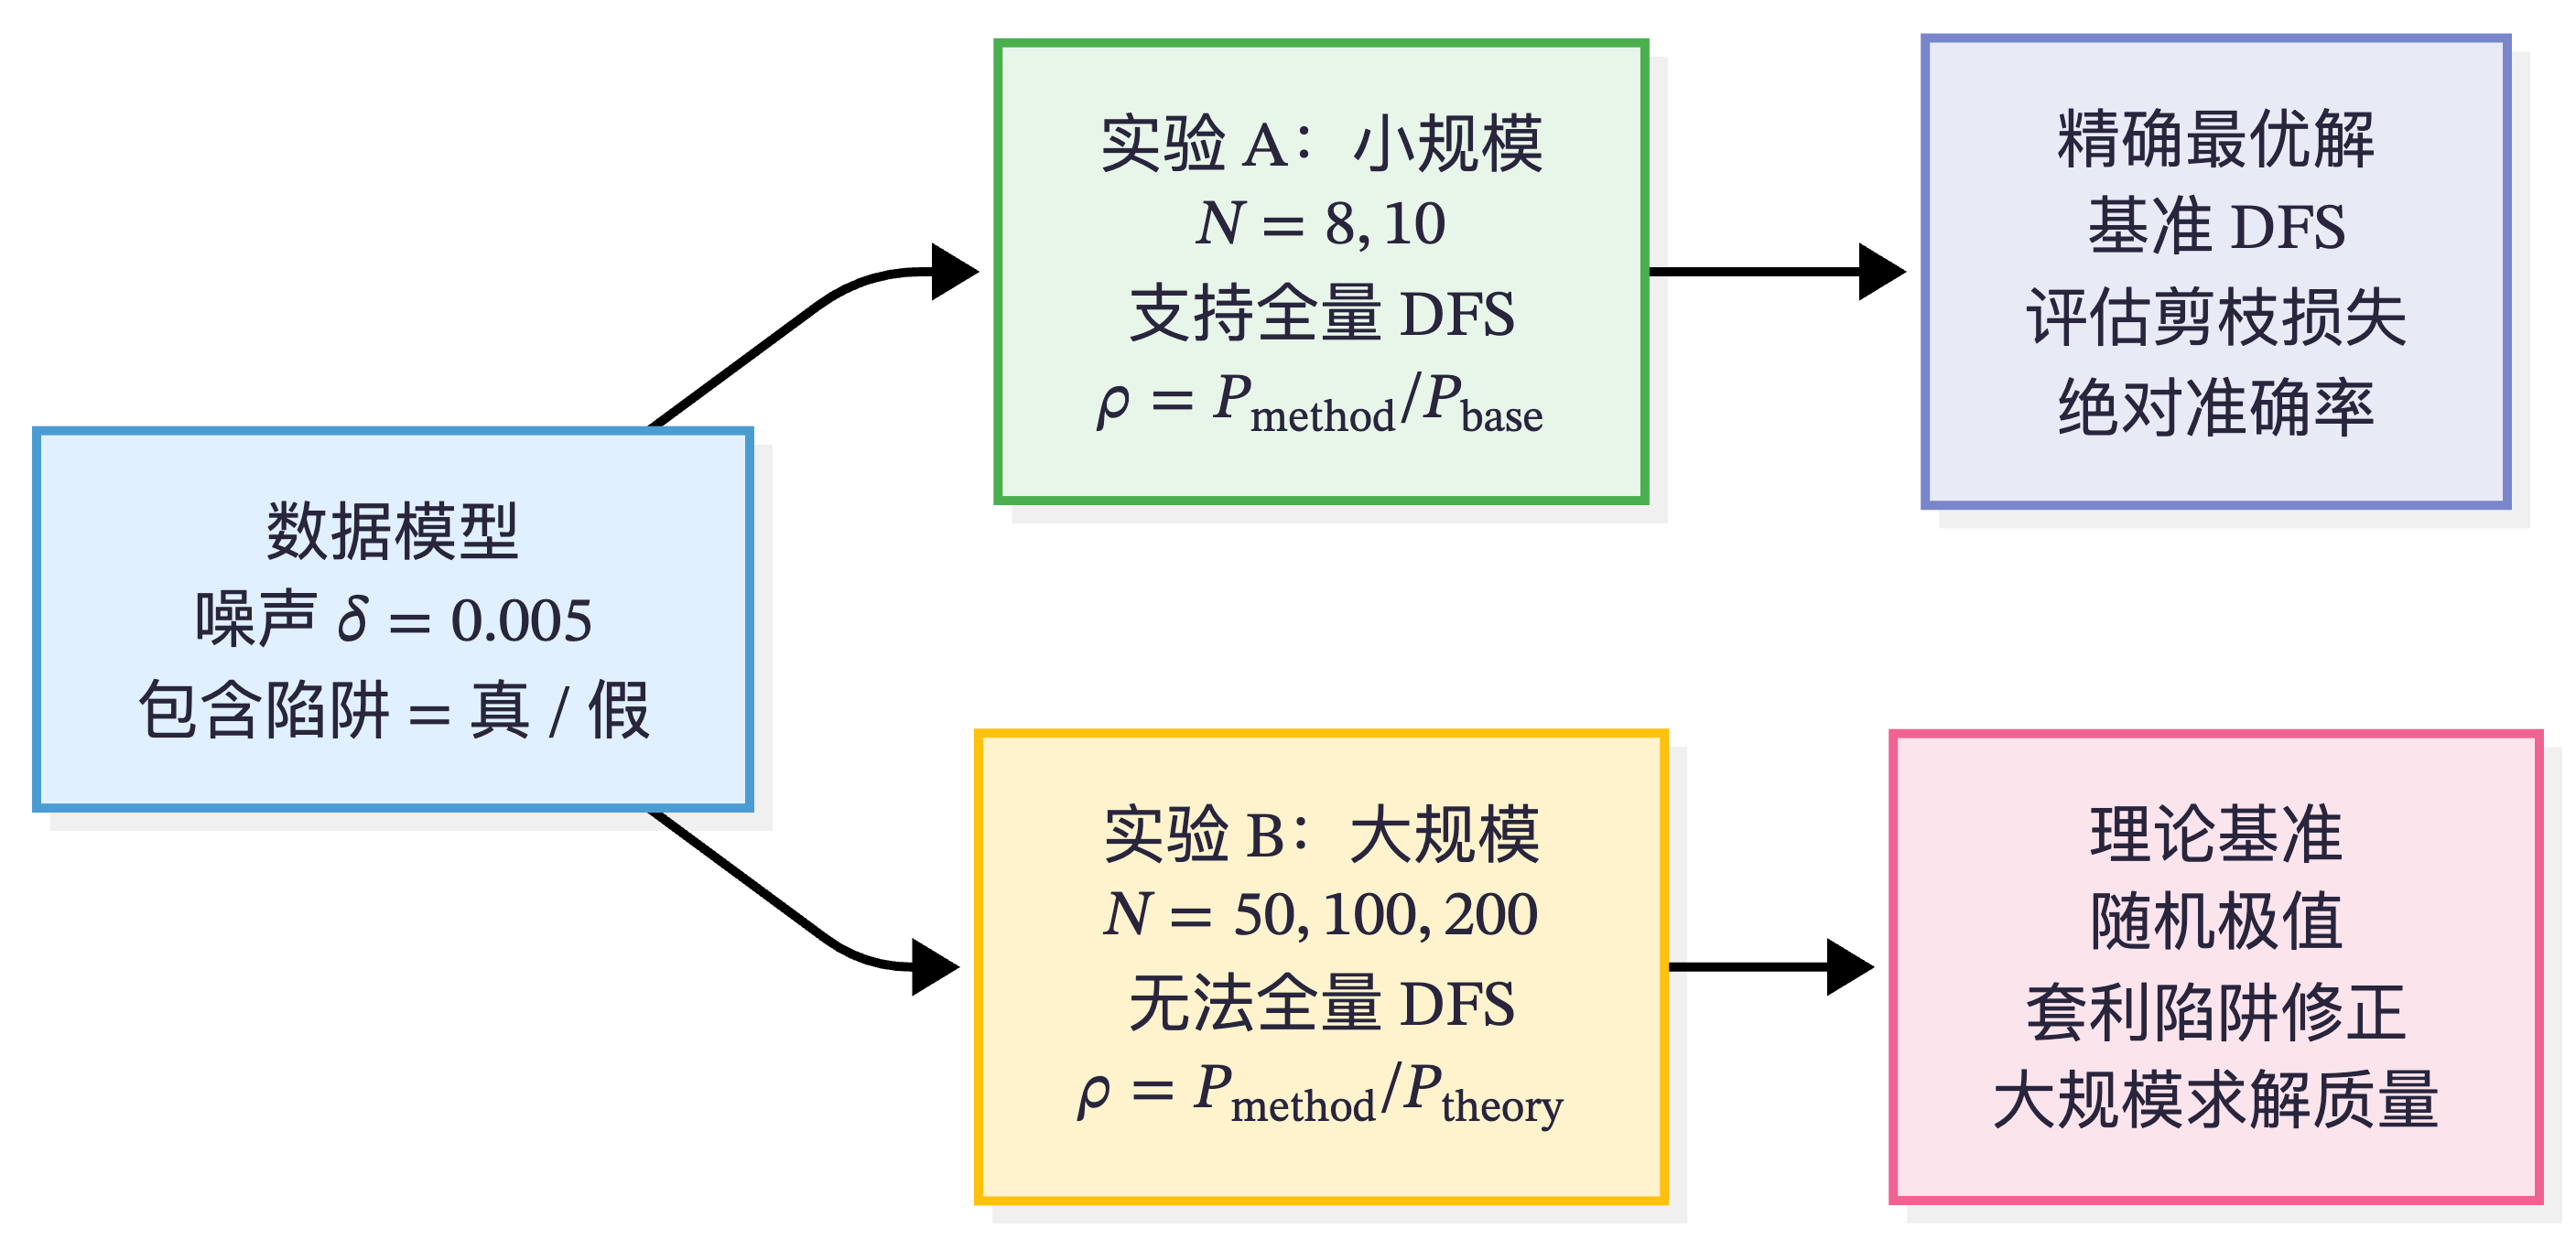 数据模型
噪声 δ = 0.005
包含陷阱 = 真 / 假
实验 A：小规模
N = 8, 10
支持全量 DFS
ρ = P_method/P_base
精确最优解
基准 DFS
评估剪枝损失
绝对准确率
实验 B：大规模
N = 50, 100, 200
无法全量 DFS
ρ = P_method/P_theory
理论基准
随机极值
套利陷阱修正
大规模求解质量